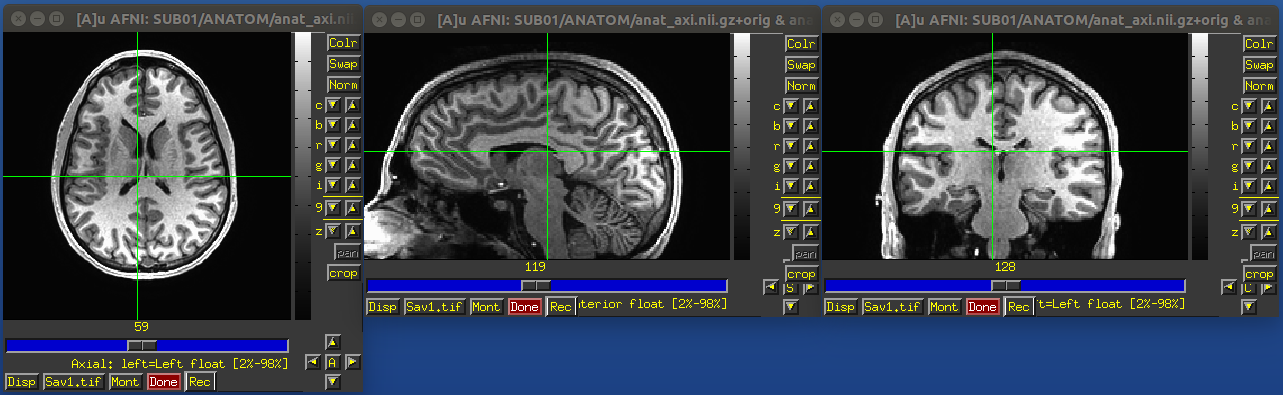 [A]u AFNI: SUB01/ANATOM/anat_axi.nii
Colr
Swap
Norm
c
b
r
g
i
9
z
pan
crop
59
Axial: left=Left float [2%-98%]
A
Disp
Sav1.tif
Mont
Done
Rec
[A]u AFNI: SUB01/ANATOM/anat_axi.nii.gz+orig & ana
Colr
Swap
Norm
c
b
r
g
i
9
z
pan
crop
119
S
Disp
Sav1.tif
Mont
Done
Rec
terior float [2%-98%]
[A]u AFNI: SUB01/ANATOM/anat_axi.nii.gz+orig & ana
Colr
Swap
Norm
c
b
r
g
i
9
z
pan
crop
128
C
Disp
Sav1.tif
Mont
Done
Rec
t=Left float [2%-98%]